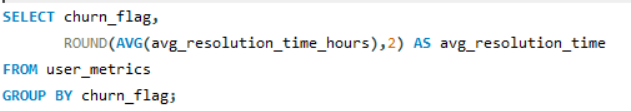 SELECT churn_flag,
       ROUND(AVG(avg_resolution_time_hours),2) AS avg_resolution_time
FROM user_metrics
GROUP BY churn_flag;